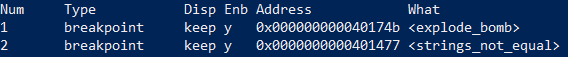 Num     Type           Disp Enb Address            What
1       breakpoint     keep y   0x000000000040174b <explode_bomb>
2       breakpoint     keep y   0x0000000000401477 <strings_not_equal>